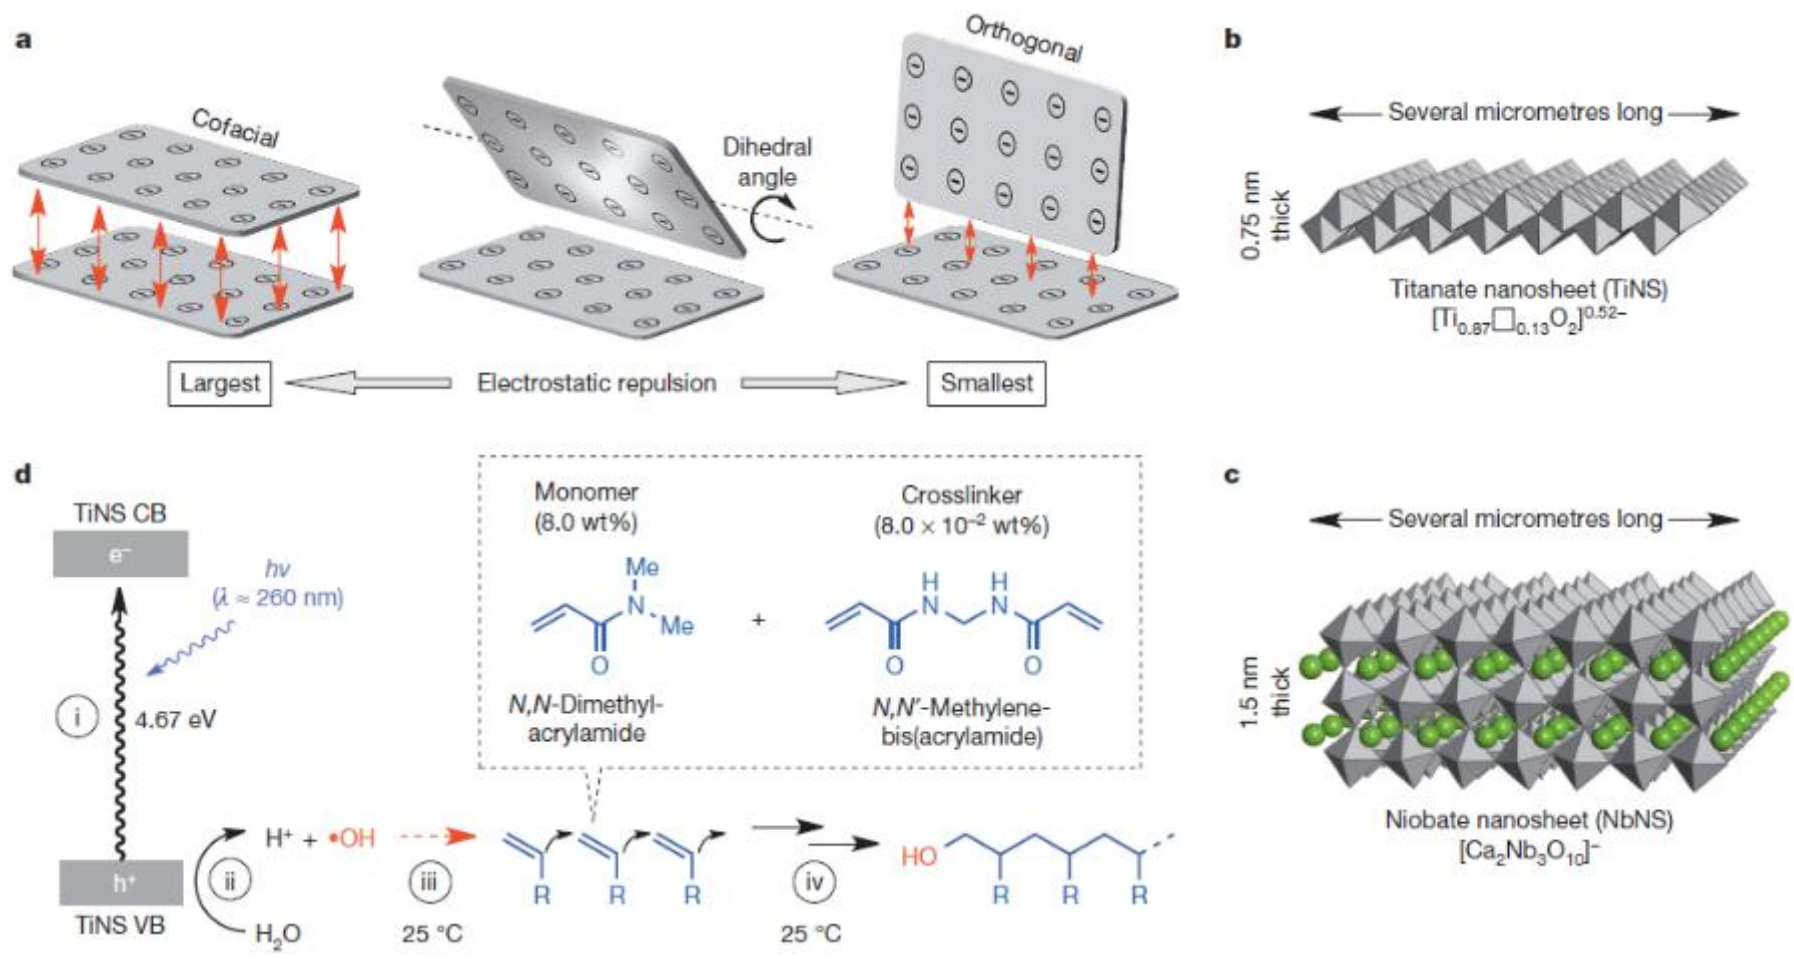 a
Cofacial
Dihedral
angle
Orthogonal
Largest
Electrostatic repulsion
Smallest
b
Several micrometres long
0.75 nm
thick
Titanate nanosheet (TiNS)
[Ti0.87□0.13O2]0.52–
d
TiNS CB
e–
hν
(λ ≈ 260 nm)
i
4.67 eV
h+
TiNS VB
ii
H2O
H+ + •OH
iii
25 °C
Monomer
(8.0 wt%)
Me
N
Me
O
N,N-Dimethyl-
acrylamide
+
Crosslinker
(8.0 × 10–2 wt%)
H H
N N
O O
N,N′-Methylene-
bis(acrylamide)
R R R
iv
25 °C
HO
R R R
c
Several micrometres long
1.5 nm
thick
Niobate nanosheet (NbNS)
[Ca2Nb3O10]–